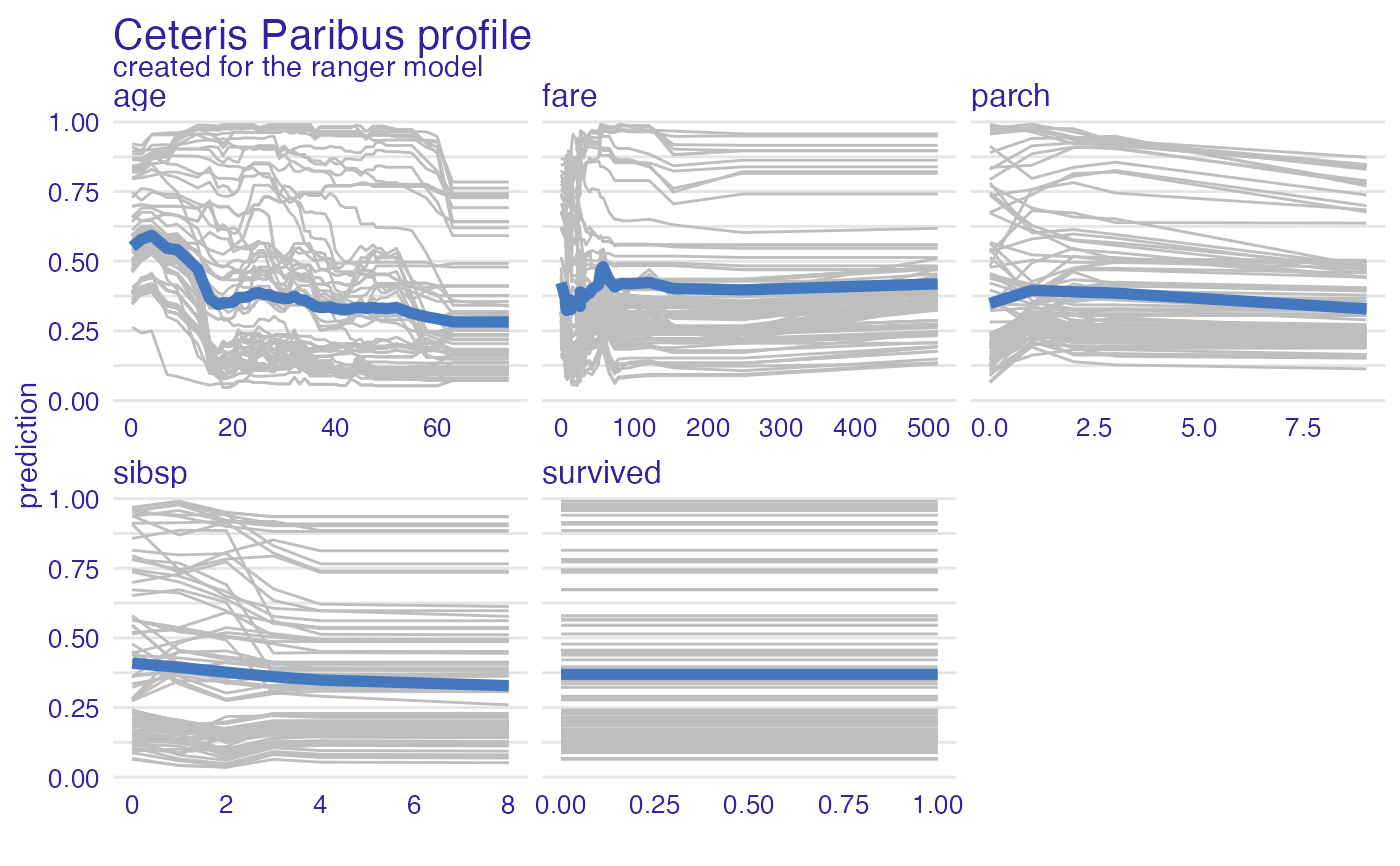 Ceteris Paribus profile
created for the ranger model
age fare parch
1.00
0.75
0.50
0.25
0.00
0 20 40 60 0 100 200 300 400 500 0.0 2.5 5.0 7.5
prediction
sibsp survived
1.00
0.75
0.50
0.25
0.00
0 2 4 6 8 0.00 0.25 0.50 0.75 1.00